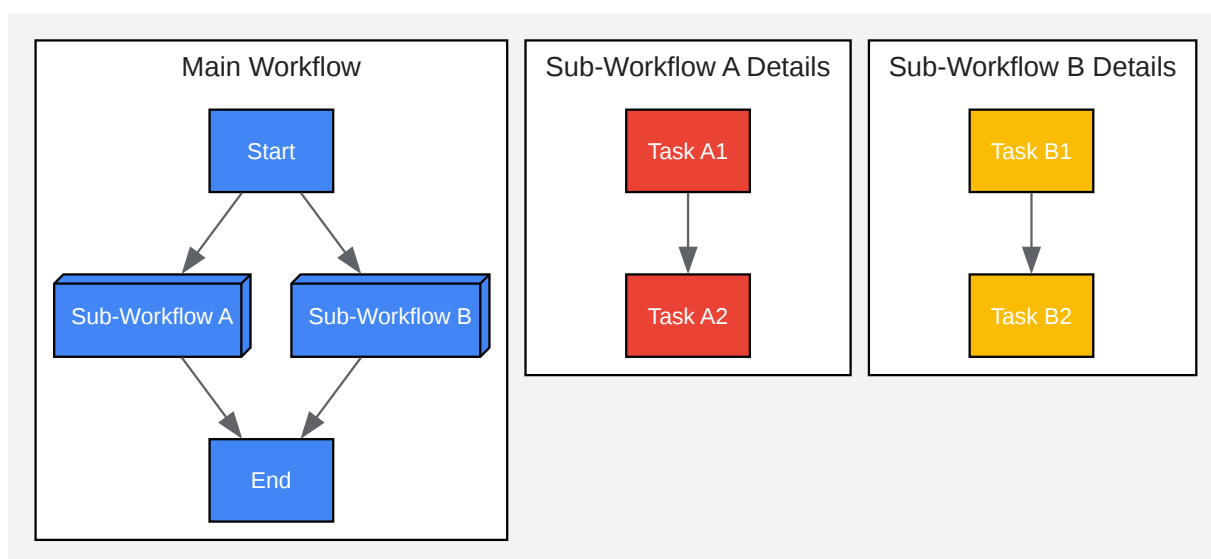 Main Workflow
Start
Sub-Workflow A
Sub-Workflow B
End
Sub-Workflow A Details
Task A1
Task A2
Sub-Workflow B Details
Task B1
Task B2